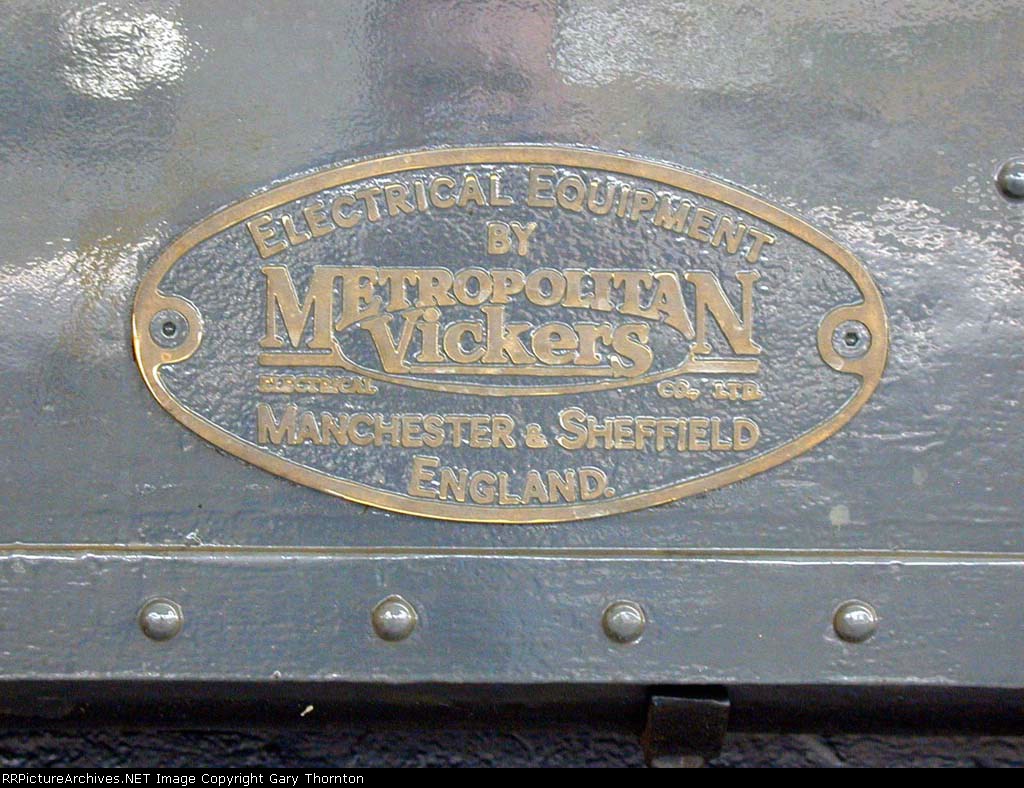 ELECTRICAL EQUIPMENT
BY
METROPOLITAN
Vickers
ELECTRICAL CO., LTD.
MANCHESTER & SHEFFIELD
ENGLAND.
RRPictureArchives.NET Image Copyright Gary Thornton